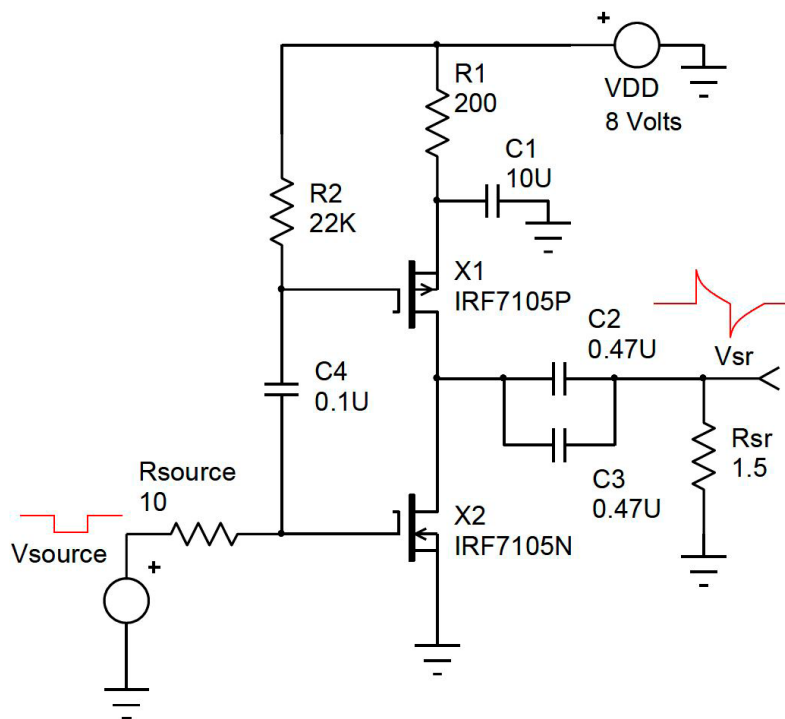 +
R1
200
VDD
8 Volts
C1
10U
R2
22K
X1
IRF7105P
C2
0.47U
Vsr
C4
0.1U
Rsr
1.5
C3
0.47U
Rsource
10
X2
IRF7105N
Vsource
+